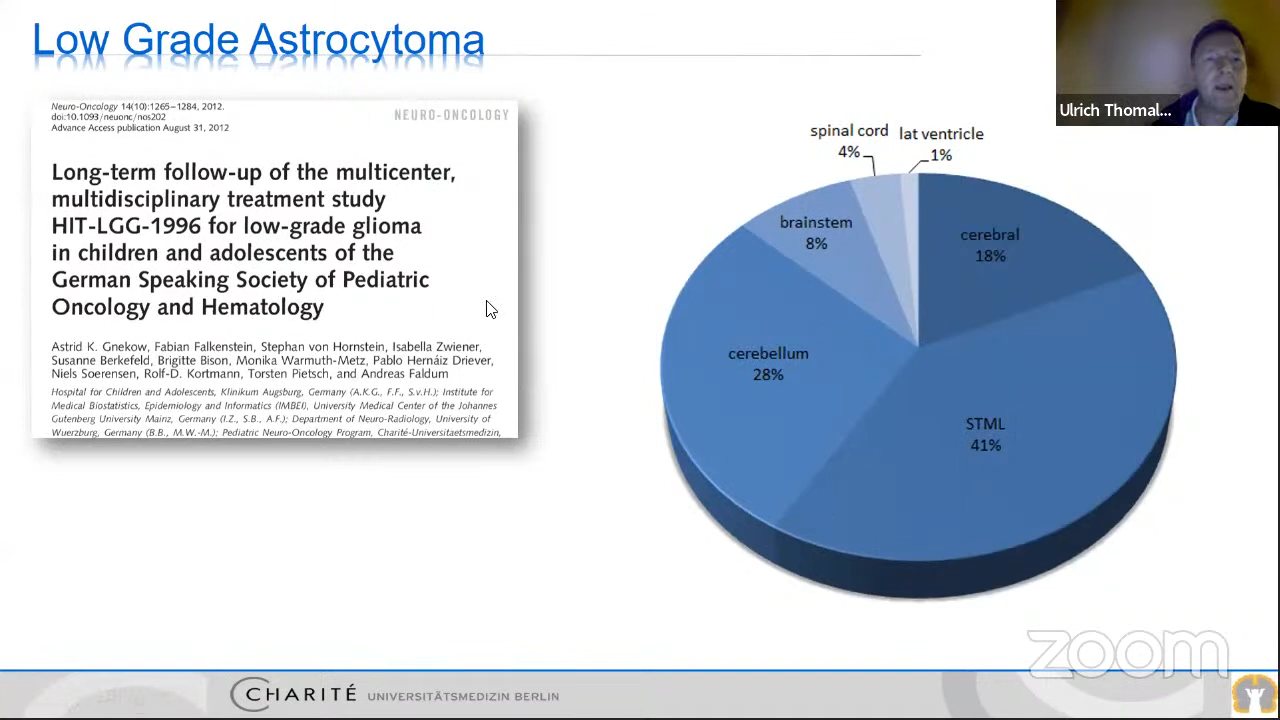 Low Grade Astrocytoma
Ulrich Thomal...
Neuro-Oncology 14(10):1265–1284, 2012.
doi:10.1093/neuonc/nos202
Advance Access publication August 31, 2012
NEURO-ONCOLOGY
Long-term follow-up of the multicenter,
multidisciplinary treatment study
HIT-LGG-1996 for low-grade glioma
in children and adolescents of the
German Speaking Society of Pediatric
Oncology and Hematology
Astrid K. Gnekow, Fabian Falkenstein, Stephan von Hornstein, Isabella Zwiener,
Susanne Berkefeld, Brigitte Bison, Monika Warmuth-Metz, Pablo Hernáiz Driever,
Niels Soerensen, Rolf-D. Kortmann, Torsten Pietsch, and Andreas Faldum
Hospital for Children and Adolescents, Klinikum Augsburg, Germany (A.K.G., F.F., S.v.H.); Institute for
Medical Biostatistics, Epidemiology and Informatics (IMBEI), University Medical Center of the Johannes
Gutenberg University Mainz, Germany (I.Z., S.B., A.F.); Department of Neuro-Radiology, University of
Wuerzburg, Germany (B.B., M.W.-M.); Pediatric Neuro-Oncology Program, Charité-Universitaetsmedizin,
spinal cord
4%
lat ventricle
1%
brainstem
8%
cerebral
18%
cerebellum
28%
STML
41%
zoom
CHARITÉ UNIVERSITÄTSMEDIZIN BERLIN